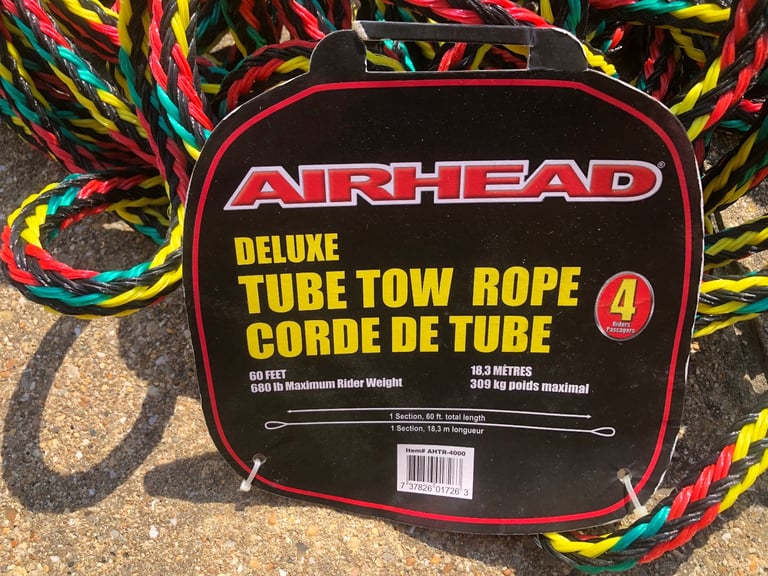 AIRHEAD®
DELUXE
TUBE TOW ROPE
CORDE DE TUBE
4
Riders
Passagers
60 FEET
680 lb Maximum Rider Weight
18,3 MÈTRES
309 kg poids maximal
1 Section, 60 ft. total length
1 Section, 18,3 m longueur
Item# AHTR-4000
7 37826 01726 3